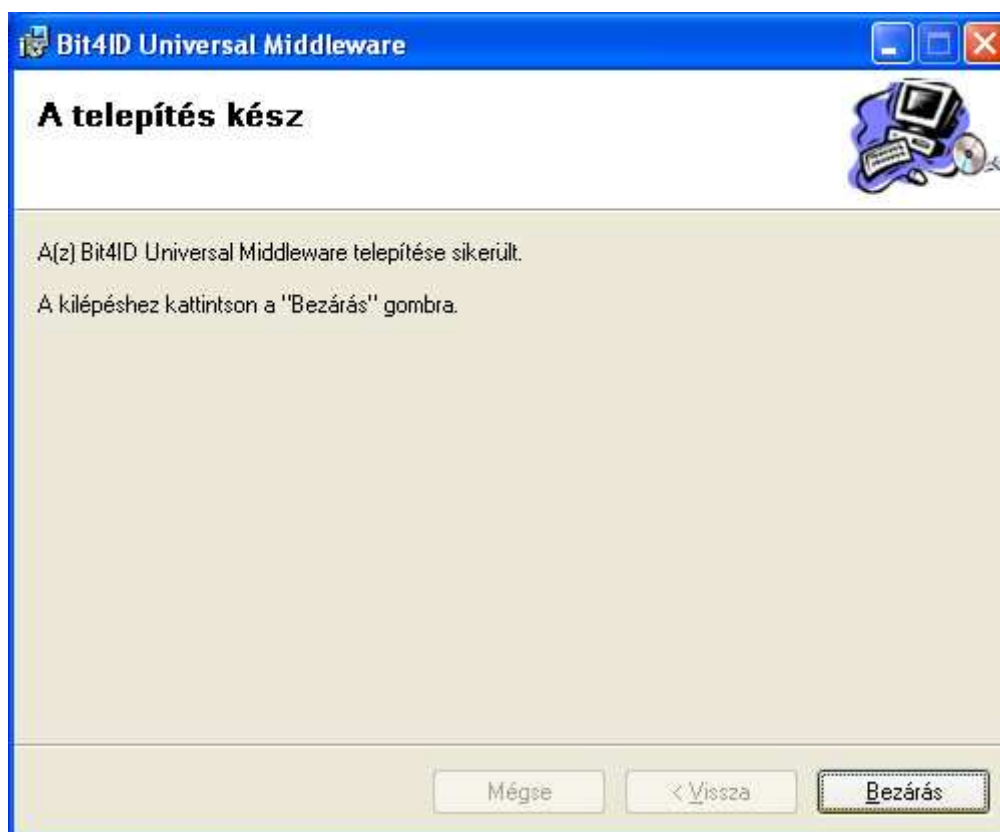 Bit4ID Universal Middleware
A telepítés kész
A(z) Bit4ID Universal Middleware telepítése sikerült.
A kilépéshez kattintson a "Bezárás" gombra.
Mégse
< Vissza
Bezárás